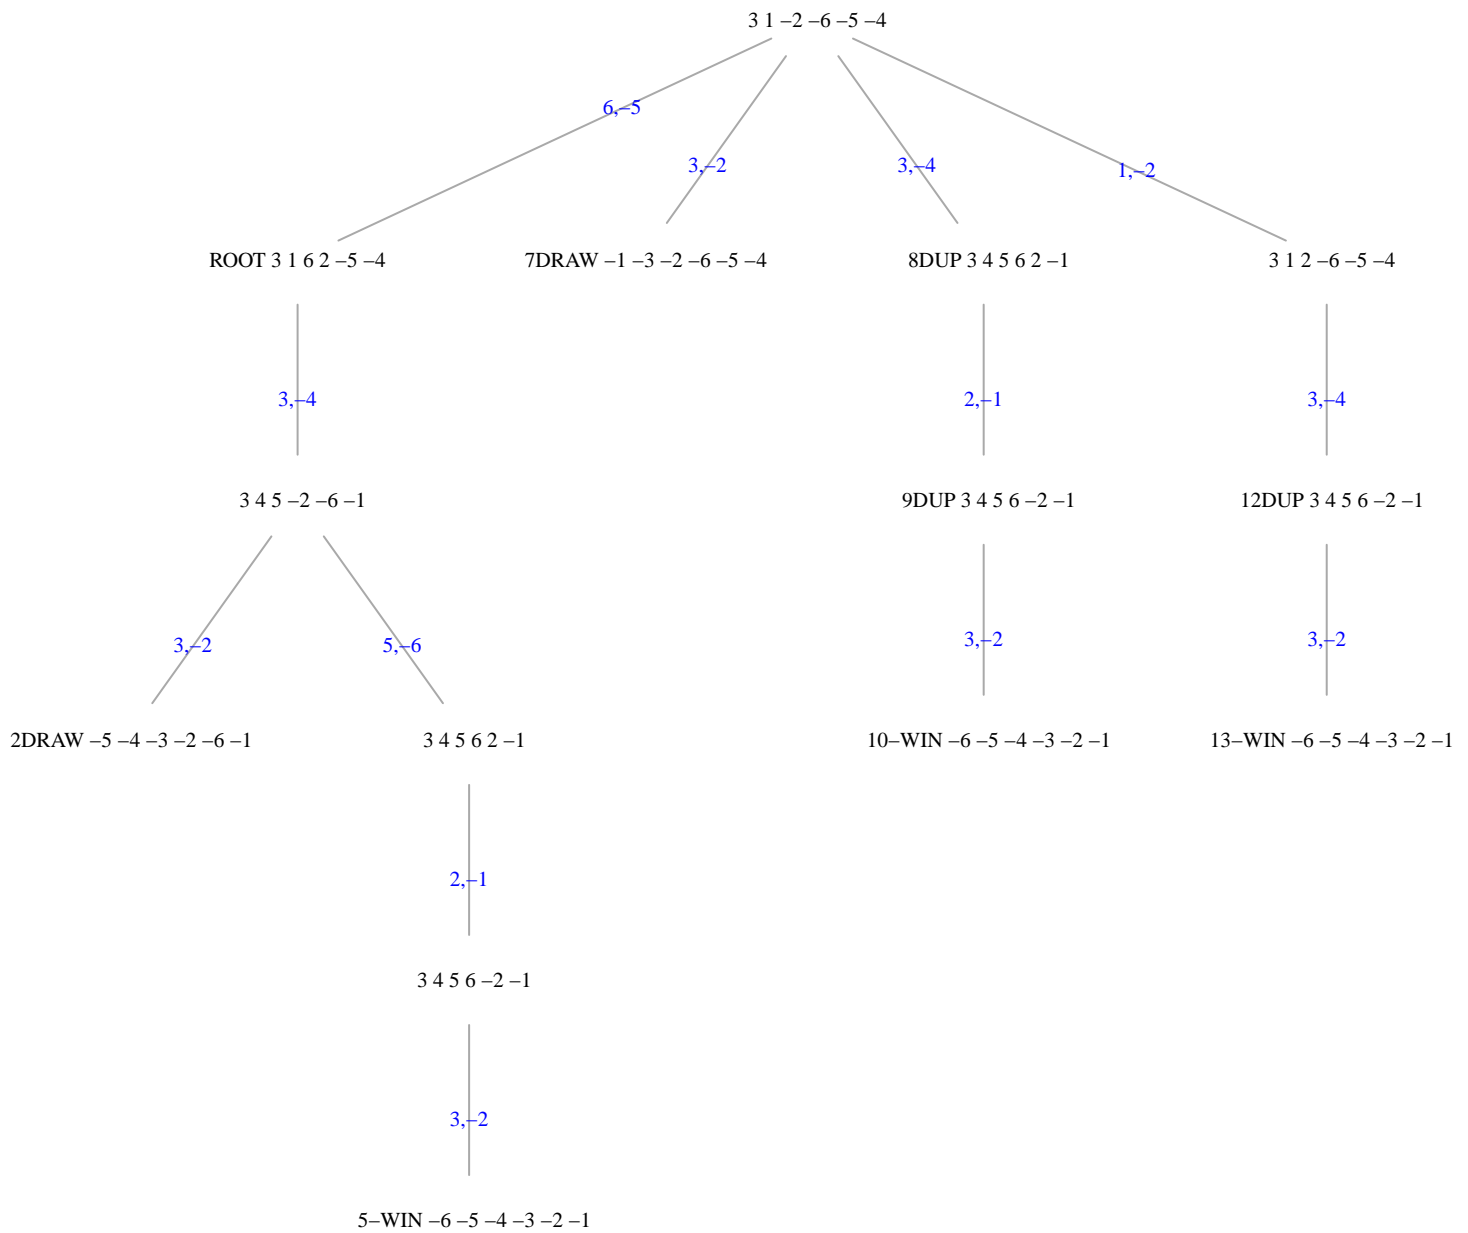 3 1 –2 –6 –5 –4
6,–5
3,–2
3,–4
1,–2
ROOT 3 1 6 2 –5 –4
7DRAW –1 –3 –2 –6 –5 –4
8DUP 3 4 5 6 2 –1
3 1 2 –6 –5 –4
3,–4
2,–1
3,–4
3 4 5 –2 –6 –1
9DUP 3 4 5 6 –2 –1
12DUP 3 4 5 6 –2 –1
3,–2
5,–6
3,–2
3,–2
2DRAW –5 –4 –3 –2 –6 –1
3 4 5 6 2 –1
10–WIN –6 –5 –4 –3 –2 –1
13–WIN –6 –5 –4 –3 –2 –1
2,–1
3 4 5 6 –2 –1
3,–2
5–WIN –6 –5 –4 –3 –2 –1